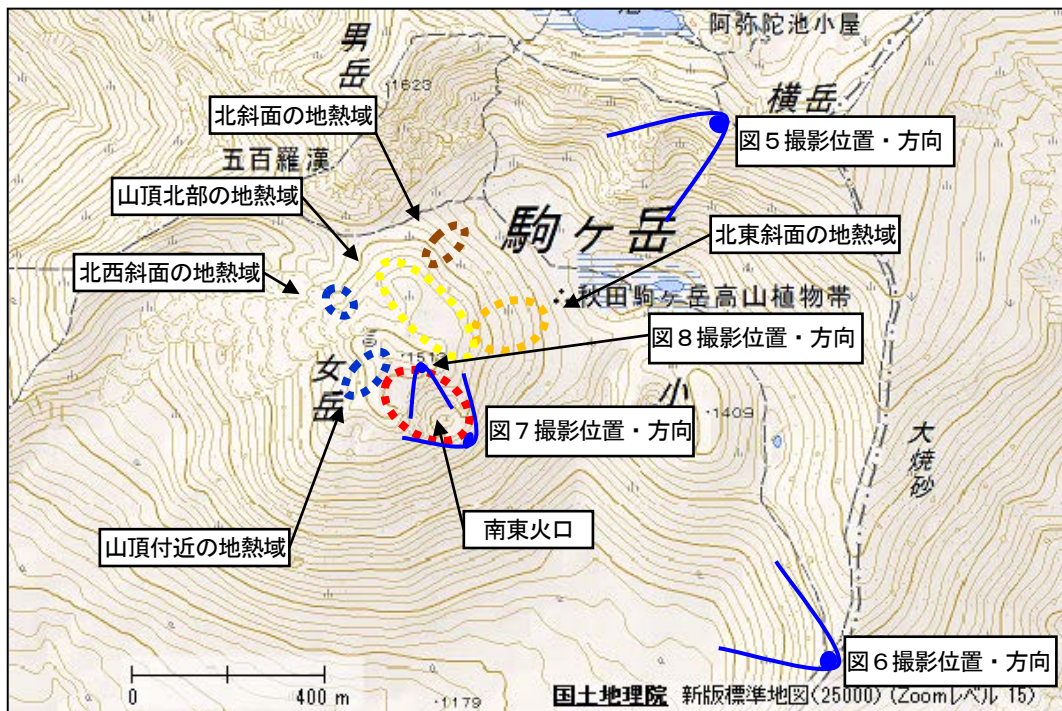 池
阿弥陀池小屋
男岳
・1623
横岳
北斜面の地熱域
図5撮影位置・方向
五百羅漢
山頂北部の地熱域
駒ヶ岳
北東斜面の地熱域
北西斜面の地熱域
秋田駒ヶ岳高山植物帯
図8撮影位置・方向
女岳
小
・1409
図7撮影位置・方向
大焼砂
南東火口
山頂付近の地熱域
図6撮影位置・方向
0
400 m
・1179
国土地理院 新版標準地図(25000) (Zoomレベル 15)